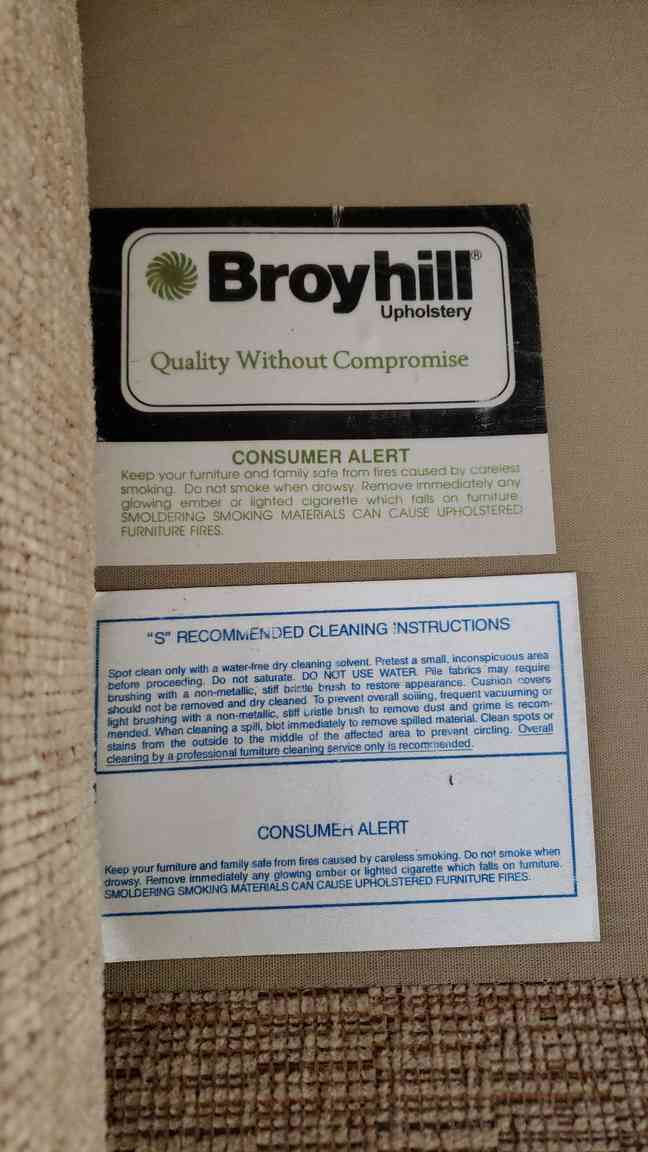 Broyhill®
Upholstery
Quality Without Compromise
CONSUMER ALERT
Keep your furniture and family safe from fires caused by careless
smoking. Do not smoke when drowsy. Remove immediately any
glowing ember or lighted cigarette which falls on furniture.
SMOLDERING SMOKING MATERIALS CAN CAUSE UPHOLSTERED
FURNITURE FIRES.
"S" RECOMMENDED CLEANING INSTRUCTIONS
Spot clean only with a water-free dry cleaning solvent. Pretest a small, inconspicuous area
before proceeding. Do not saturate. DO NOT USE WATER. Pile fabrics may require
brushing with a non-metallic, stiff bristle brush to restore appearance. Cushion covers
should not be removed and dry cleaned. To prevent overall soiling, frequent vacuuming or
light brushing with a non-metallic, stiff bristle brush to remove dust and grime is recom-
mended. When cleaning a spill, blot immediately to remove spilled material. Clean spots or
stains from the outside to the middle of the affected area to prevent circling. Overall
cleaning by a professional furniture cleaning service only is recommended.
CONSUMER ALERT
Keep your furniture and family safe from fires caused by careless smoking. Do not smoke when
drowsy. Remove immediately any glowing ember or lighted cigarette which falls on furniture.
SMOLDERING SMOKING MATERIALS CAN CAUSE UPHOLSTERED FURNITURE FIRES.